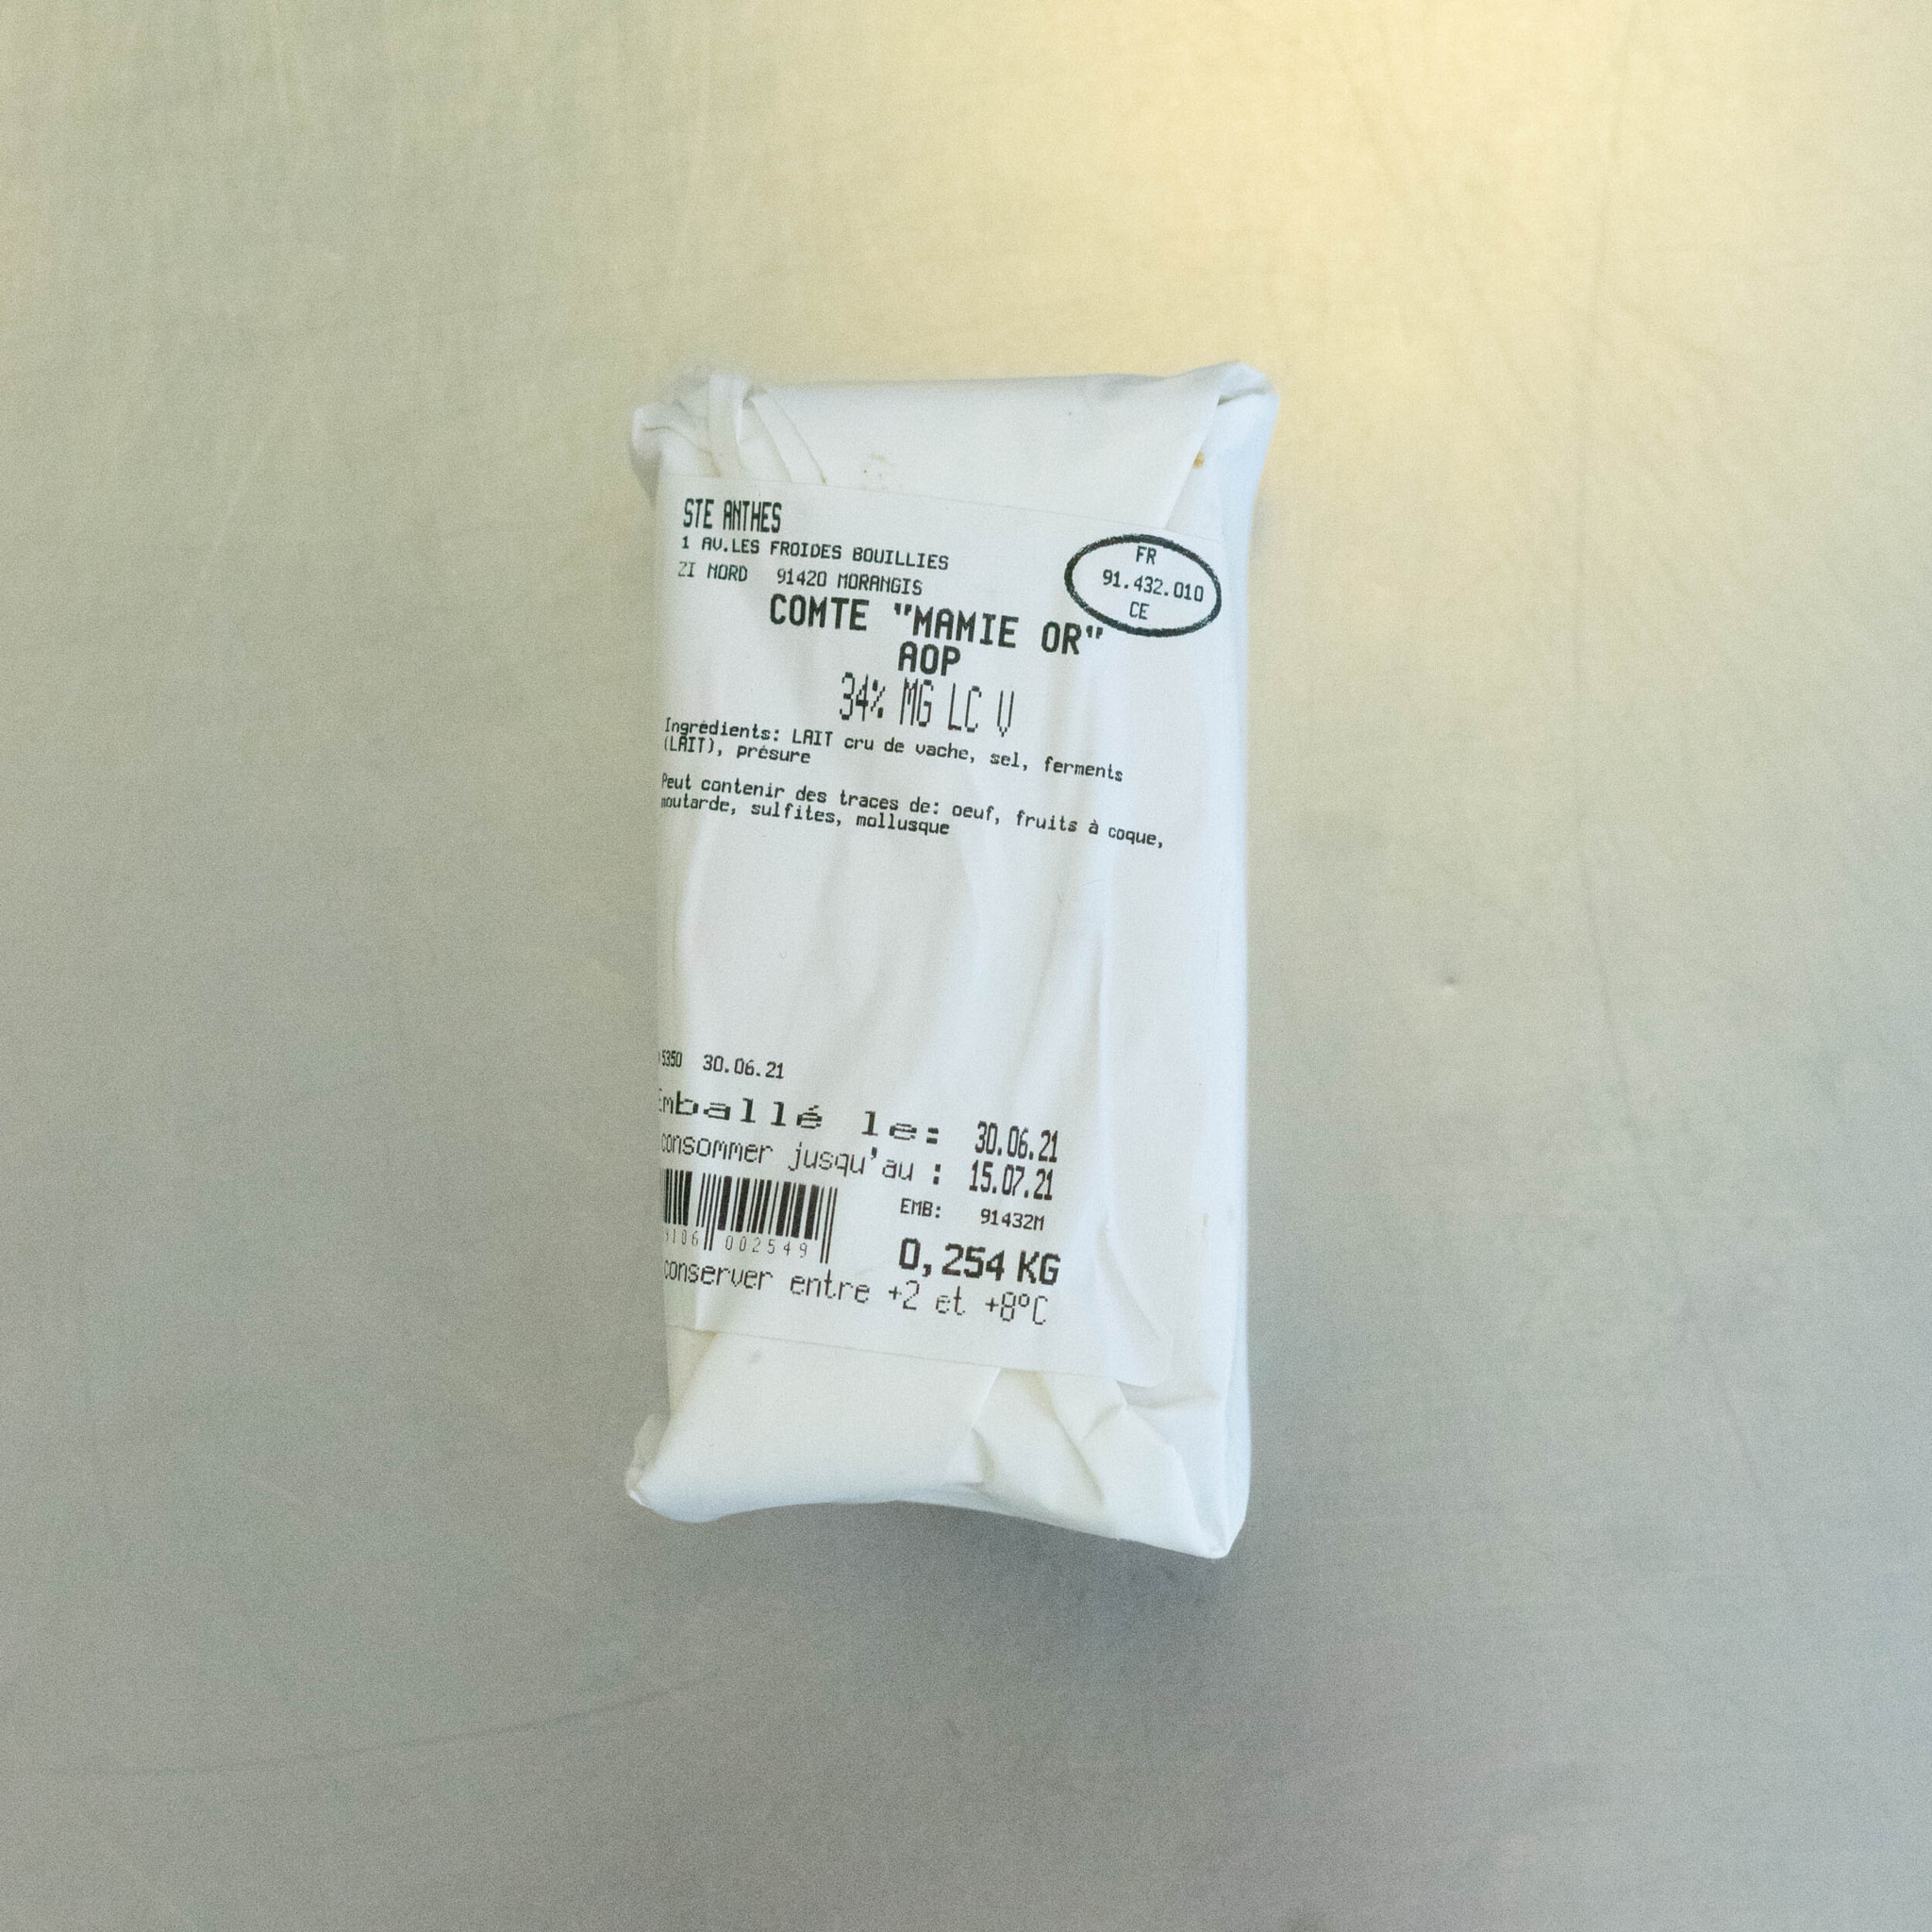 STE ANTHES
1 AV.LES FROIDES BOUILLIES
ZI NORD 91420 MORANGIS
FR
91.432.010
CE
COMTE "MAMIE OR"
AOP
34% MG LC V
Ingrédients: LAIT cru de vache, sel, ferments
(LAIT), présure
Peut contenir des traces de: oeuf, fruits à coque,
moutarde, sulfites, mollusque
5350 30.06.21
Emballé le: 30.06.21
consommer jusqu'au : 15.07.21
EMB: 91432M
9106 002549
0,254 KG
conserver entre +2 et +8°C